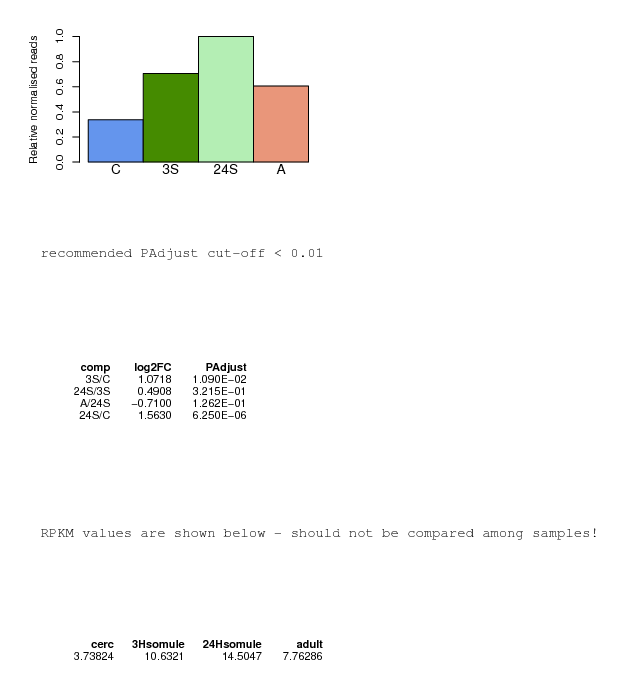 Relative normalised reads
1.0
0.8
0.6
0.4
0.2
0.0
C 3S 24S A
recommended PAdjust cut-off < 0.01
comp log2FC PAdjust
3S/C 1.0718 1.090E−02
24S/3S 0.4908 3.215E−01
A/24S −0.7100 1.262E−01
24S/C 1.5630 6.250E−06
RPKM values are shown below - should not be compared among samples!
cerc 3Hsomule 24Hsomule adult
3.73824 10.6321 14.5047 7.76286